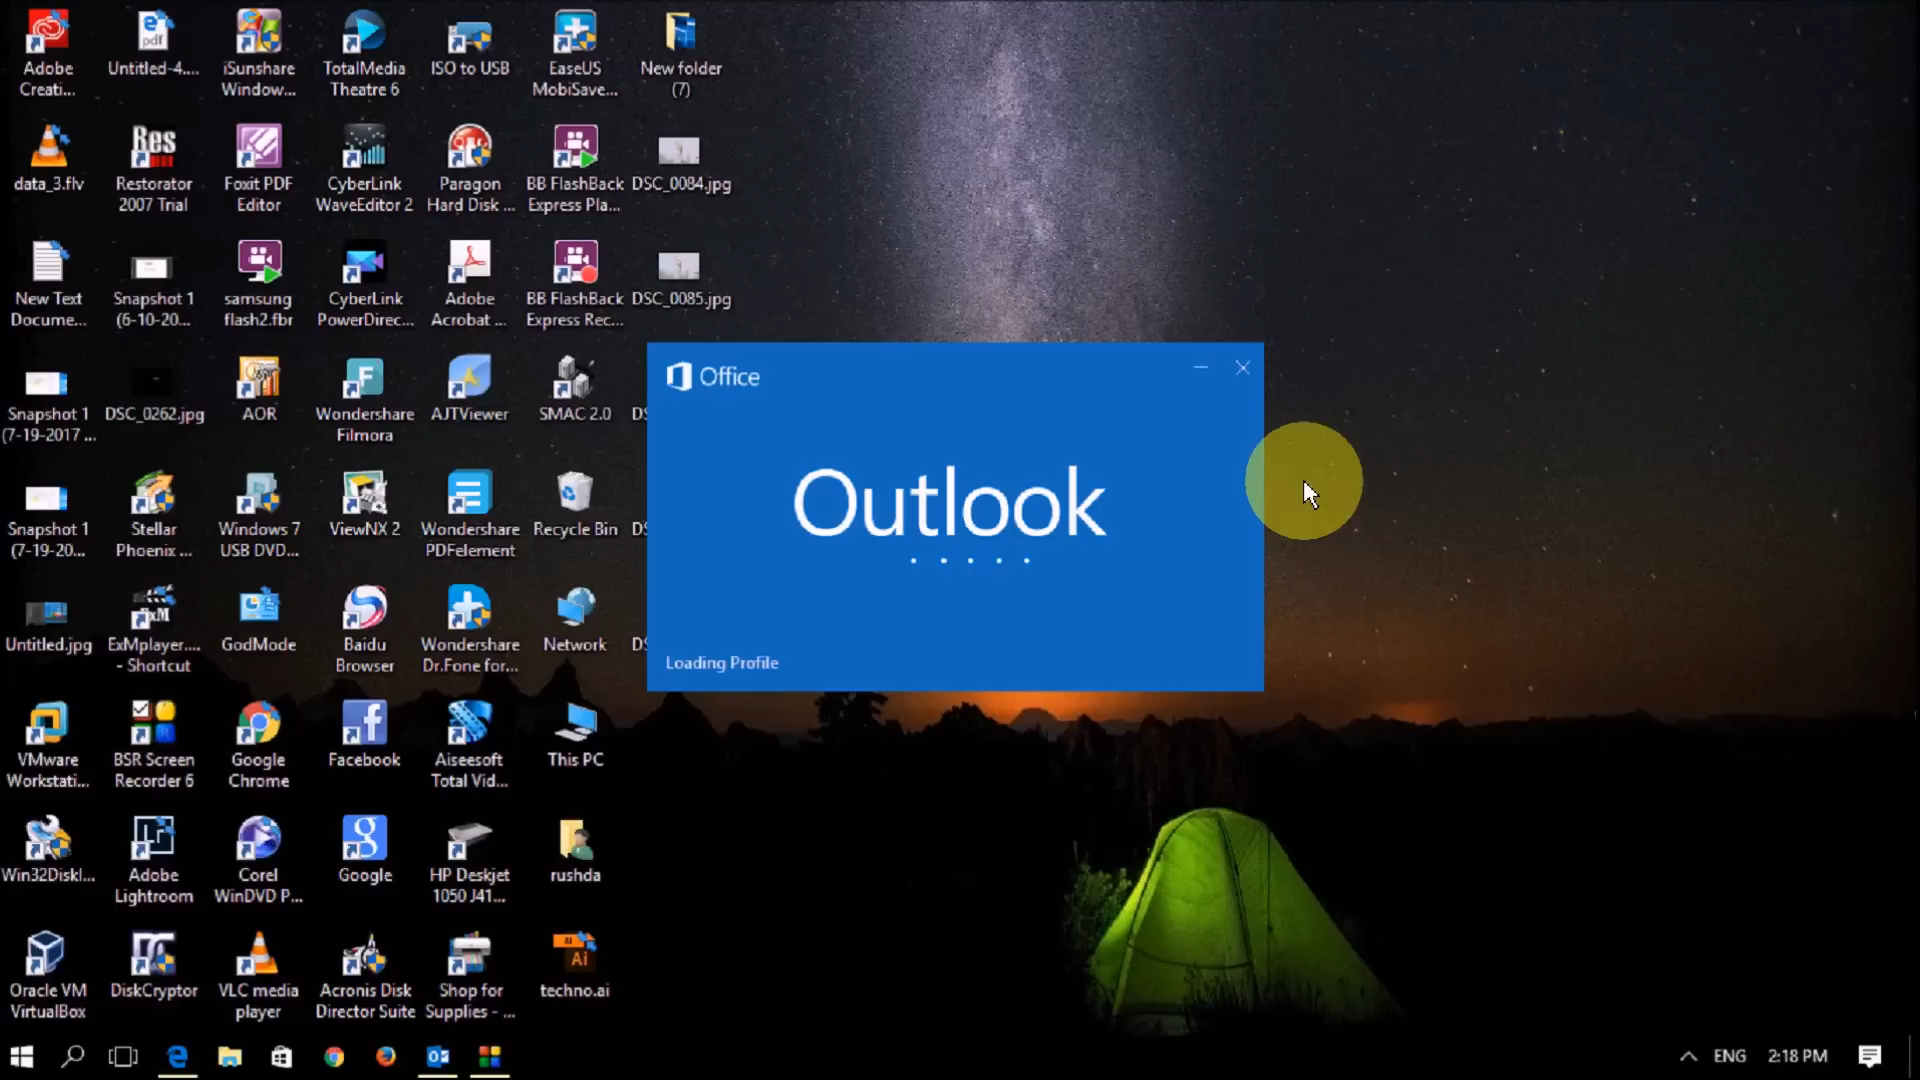 Adobe
Creati...
Untitled-4....
iSunshare
Window...
TotalMedia
Theatre 6
ISO to USB
EaseUS
MobiSave...
New folder
(7)
data_3.flv
Res
Restorator
2007 Trial
Foxit PDF
Editor
CyberLink
WaveEditor 2
Paragon
Hard Disk ...
BB FlashBack
Express Pla...
DSC_0084.jpg
New Text
Docume...
Snapshot 1
(6-10-20...
samsung
flash2.fbr
CyberLink
PowerDirec...
Adobe
Acrobat ...
BB FlashBack
Express Rec...
DSC_0085.jpg
Snapshot 1
(7-19-2017 ...
DSC_0262.jpg
AOR
Wondershare
Filmora
AJTViewer
SMAC 2.0
Snapshot 1
(7-19-20...
Stellar
Phoenix ...
Windows 7
USB DVD...
ViewNX 2
Wondershare
PDFelement
Recycle Bin
Untitled.jpg
ExMplayer....
- Shortcut
GodMode
Baidu
Browser
Wondershare
Dr.Fone for...
Network
VMware
Workstati...
BSR Screen
Recorder 6
Google
Chrome
Facebook
Aiseesoft
Total Vid...
This PC
Win32DiskI...
Adobe
Lightroom
Corel
WinDVD P...
Google
HP Deskjet
1050 J41...
rushda
Oracle VM
VirtualBox
DiskCryptor
VLC media
player
Acronis Disk
Director Suite
Shop for
Supplies - ...
techno.ai
Office
Outlook
Loading Profile
ENG
2:18 PM